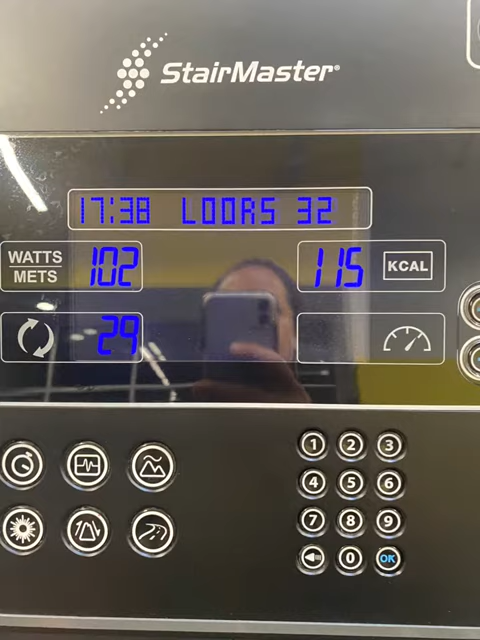 StairMaster®
17:38 LOORS 32
WATTS
METS
102
115
KCAL
29
1 2 3
4 5 6
7 8 9
0 OK